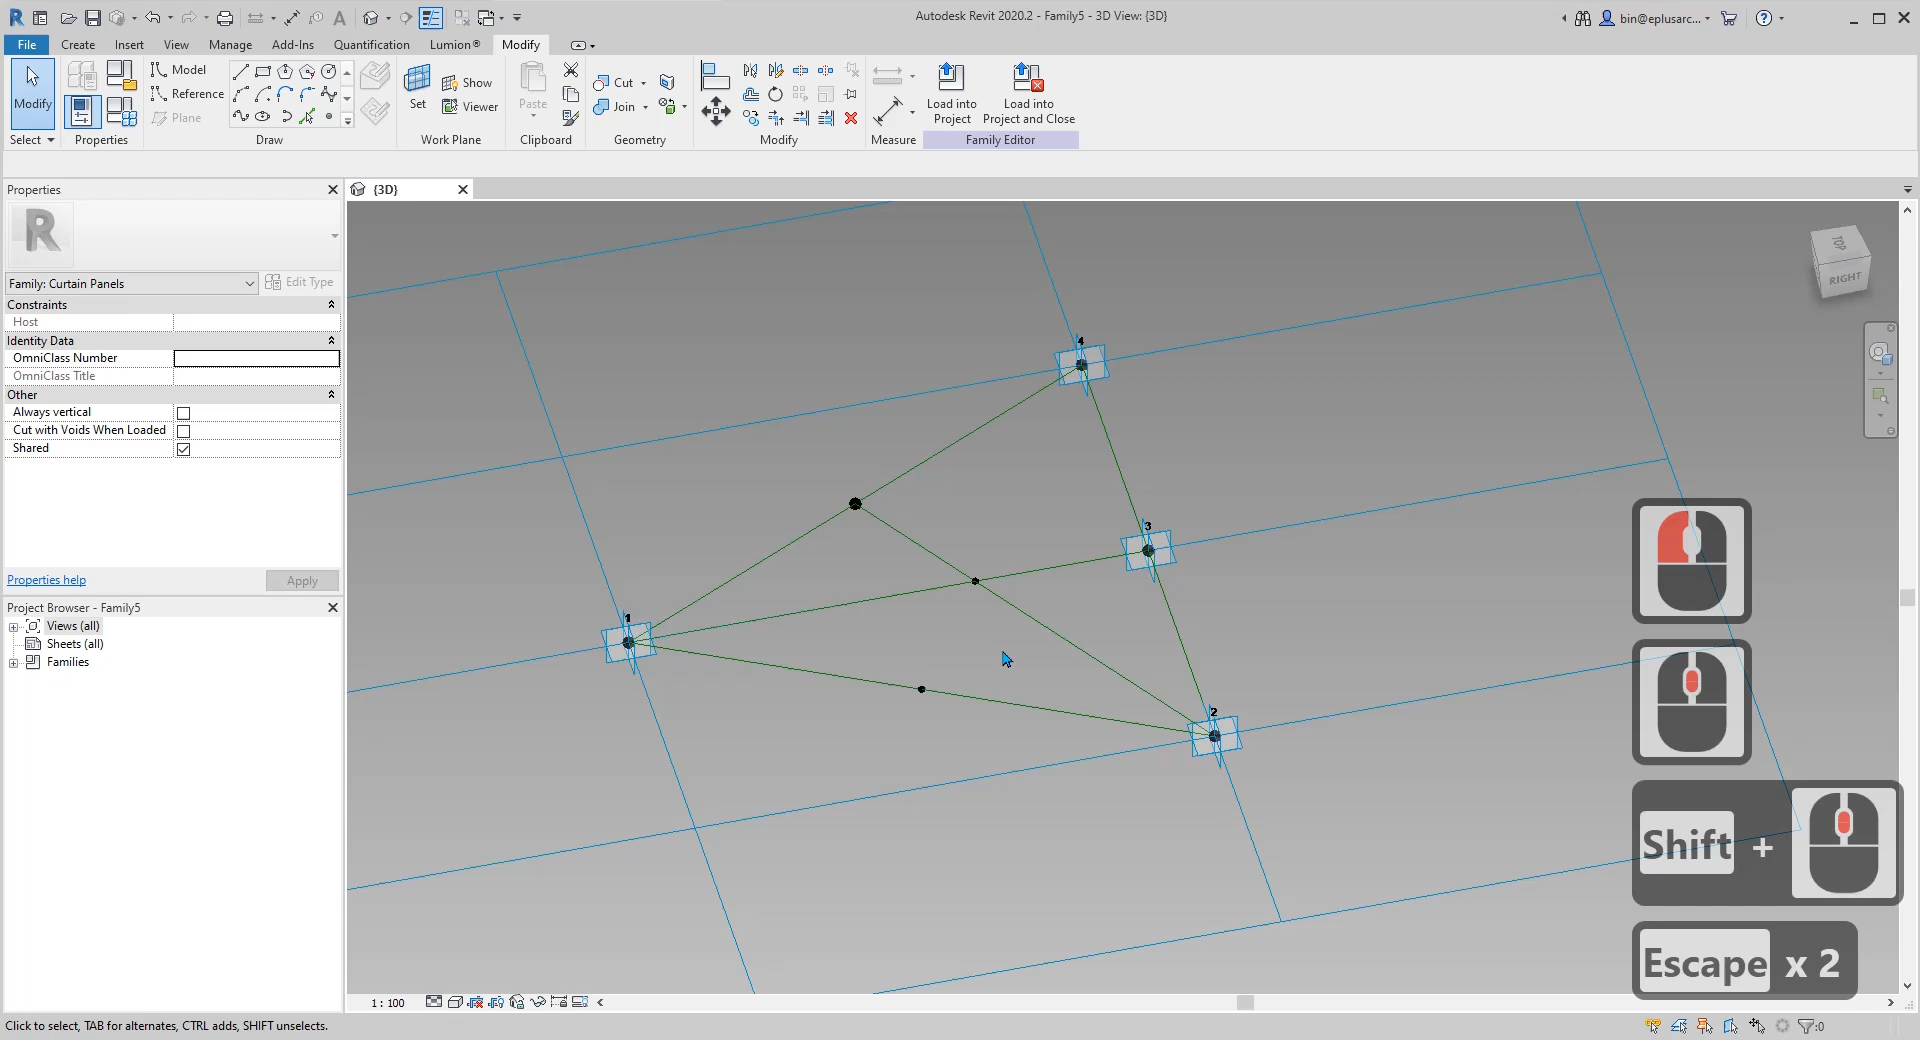 Autodesk Revit 2020.2 - Family5 - 3D View: {3D}
bin@eplusarc...
File Create Insert View Manage Add-Ins Quantification Lumion® Modify
Modify
Select
Properties
Model
Reference
Plane
Draw
Set
Show
Viewer
Work Plane
Paste
Clipboard
Cut
Join
Geometry
Modify
Measure
Load into
Project
Load into
Project and Close
Family Editor
Properties
{3D}
R
Family: Curtain Panels
Edit Type
Constraints
Host
Identity Data
OmniClass Number
OmniClass Title
Other
Always vertical
Cut with Voids When Loaded
Shared
Properties help
Apply
Project Browser - Family5
Views (all)
Sheets (all)
Families
4
3
1
2
TOP
RIGHT
Shift +
Escape x 2
1 : 100
Click to select, TAB for alternates, CTRL adds, SHIFT unselects.
:0